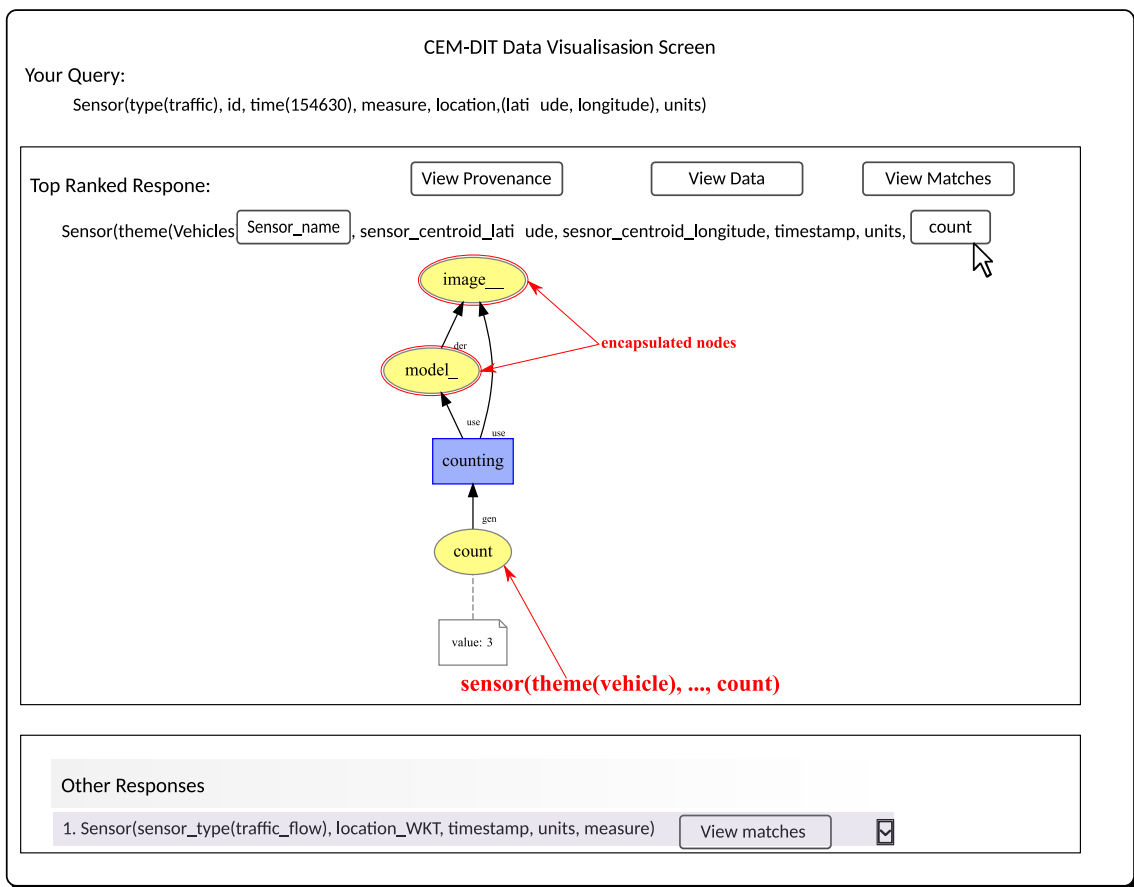 CEM-DIT Data Visualisasion Screen
Your Query:
Sensor(type(traffic), id, time(154630), measure, location,(lati ude, longitude), units)
Top Ranked Respone:
View Provenance
View Data
View Matches
Sensor(theme(Vehicles Sensor_name , sensor_centroid_lati ude, sesnor_centroid_longitude, timestamp, units, count
image__
encapsulated nodes
der
model_
use
use
counting
gen
count
value: 3
sensor(theme(vehicle), ..., count)
Other Responses
1. Sensor(sensor_type(traffic_flow), location_WKT, timestamp, units, measure) View matches